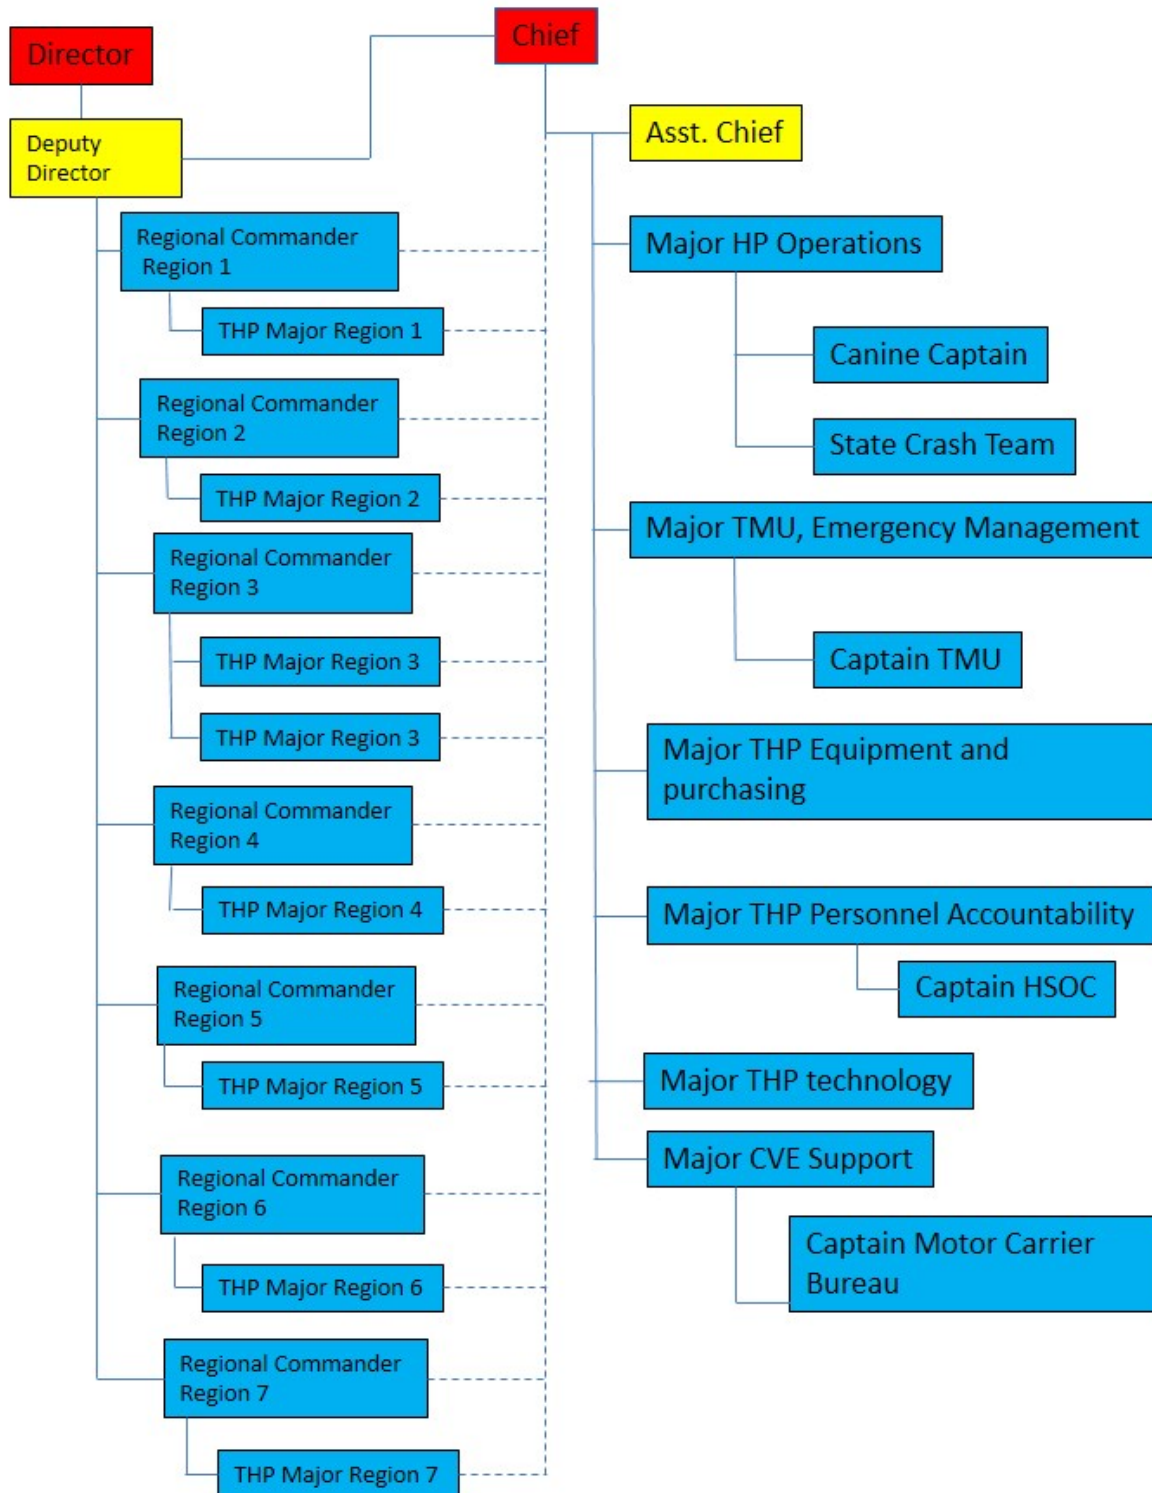 Director
Chief
Deputy
Director
Asst. Chief
Regional Commander
Region 1
THP Major Region 1
Regional Commander
Region 2
THP Major Region 2
Regional Commander
Region 3
THP Major Region 3
THP Major Region 3
Regional Commander
Region 4
THP Major Region 4
Regional Commander
Region 5
THP Major Region 5
Regional Commander
Region 6
THP Major Region 6
Regional Commander
Region 7
THP Major Region 7
Major HP Operations
Canine Captain
State Crash Team
Major TMU, Emergency Management
Captain TMU
Major THP Equipment and
purchasing
Major THP Personnel Accountability
Captain HSOC
Major THP technology
Major CVE Support
Captain Motor Carrier
Bureau